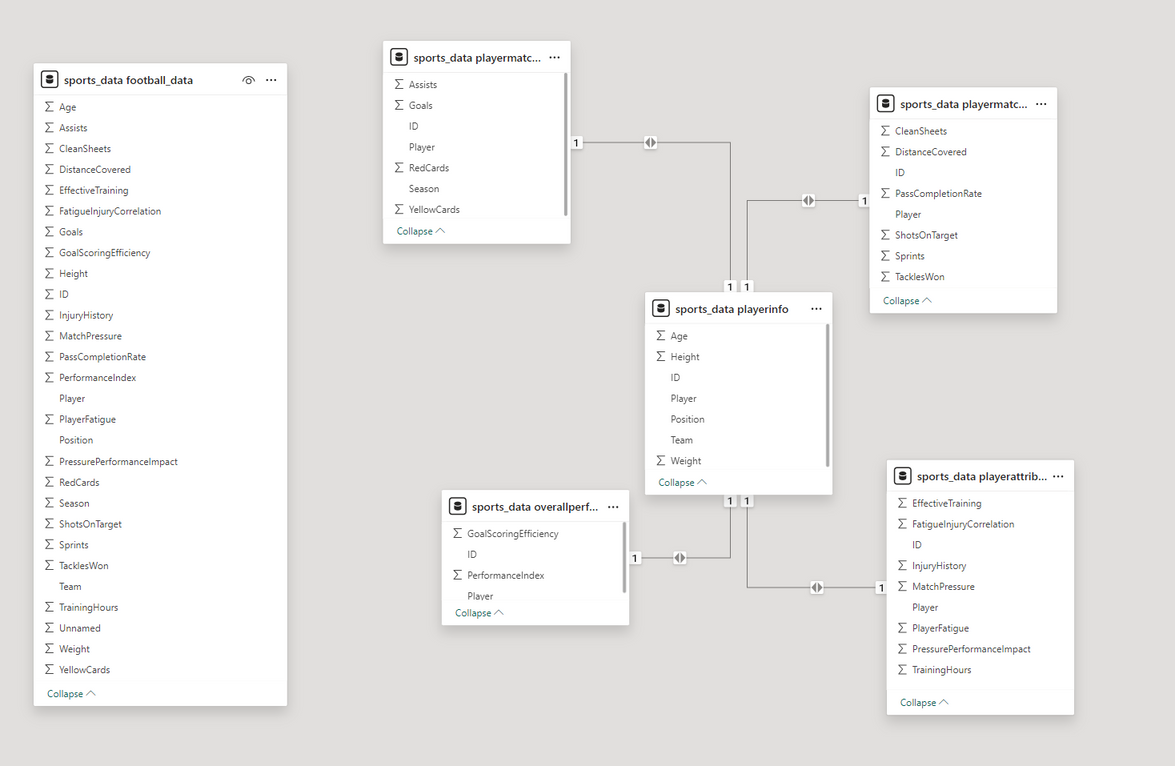 sports_data football_data
Age
Assists
CleanSheets
DistanceCovered
EffectiveTraining
FatigueInjuryCorrelation
Goals
GoalScoringEfficiency
Height
ID
InjuryHistory
MatchPressure
PassCompletionRate
PerformanceIndex
Player
PlayerFatigue
Position
PressurePerformanceImpact
RedCards
Season
ShotsOnTarget
Sprints
TacklesWon
Team
TrainingHours
Unnamed
Weight
YellowCards
Collapse
sports_data playermatc...
Assists
Goals
ID
Player
RedCards
Season
YellowCards
Collapse
1
sports_data playermatc...
CleanSheets
DistanceCovered
ID
PassCompletionRate
Player
ShotsOnTarget
Sprints
TacklesWon
Collapse
1
1 1
sports_data playerinfo
Age
Height
ID
Player
Position
Team
Weight
Collapse
1 1
sports_data overallperf...
GoalScoringEfficiency
ID
PerformanceIndex
Player
Collapse
1
sports_data playerattrib...
EffectiveTraining
FatigueInjuryCorrelation
ID
InjuryHistory
MatchPressure
Player
PlayerFatigue
PressurePerformanceImpact
TrainingHours
Collapse
1